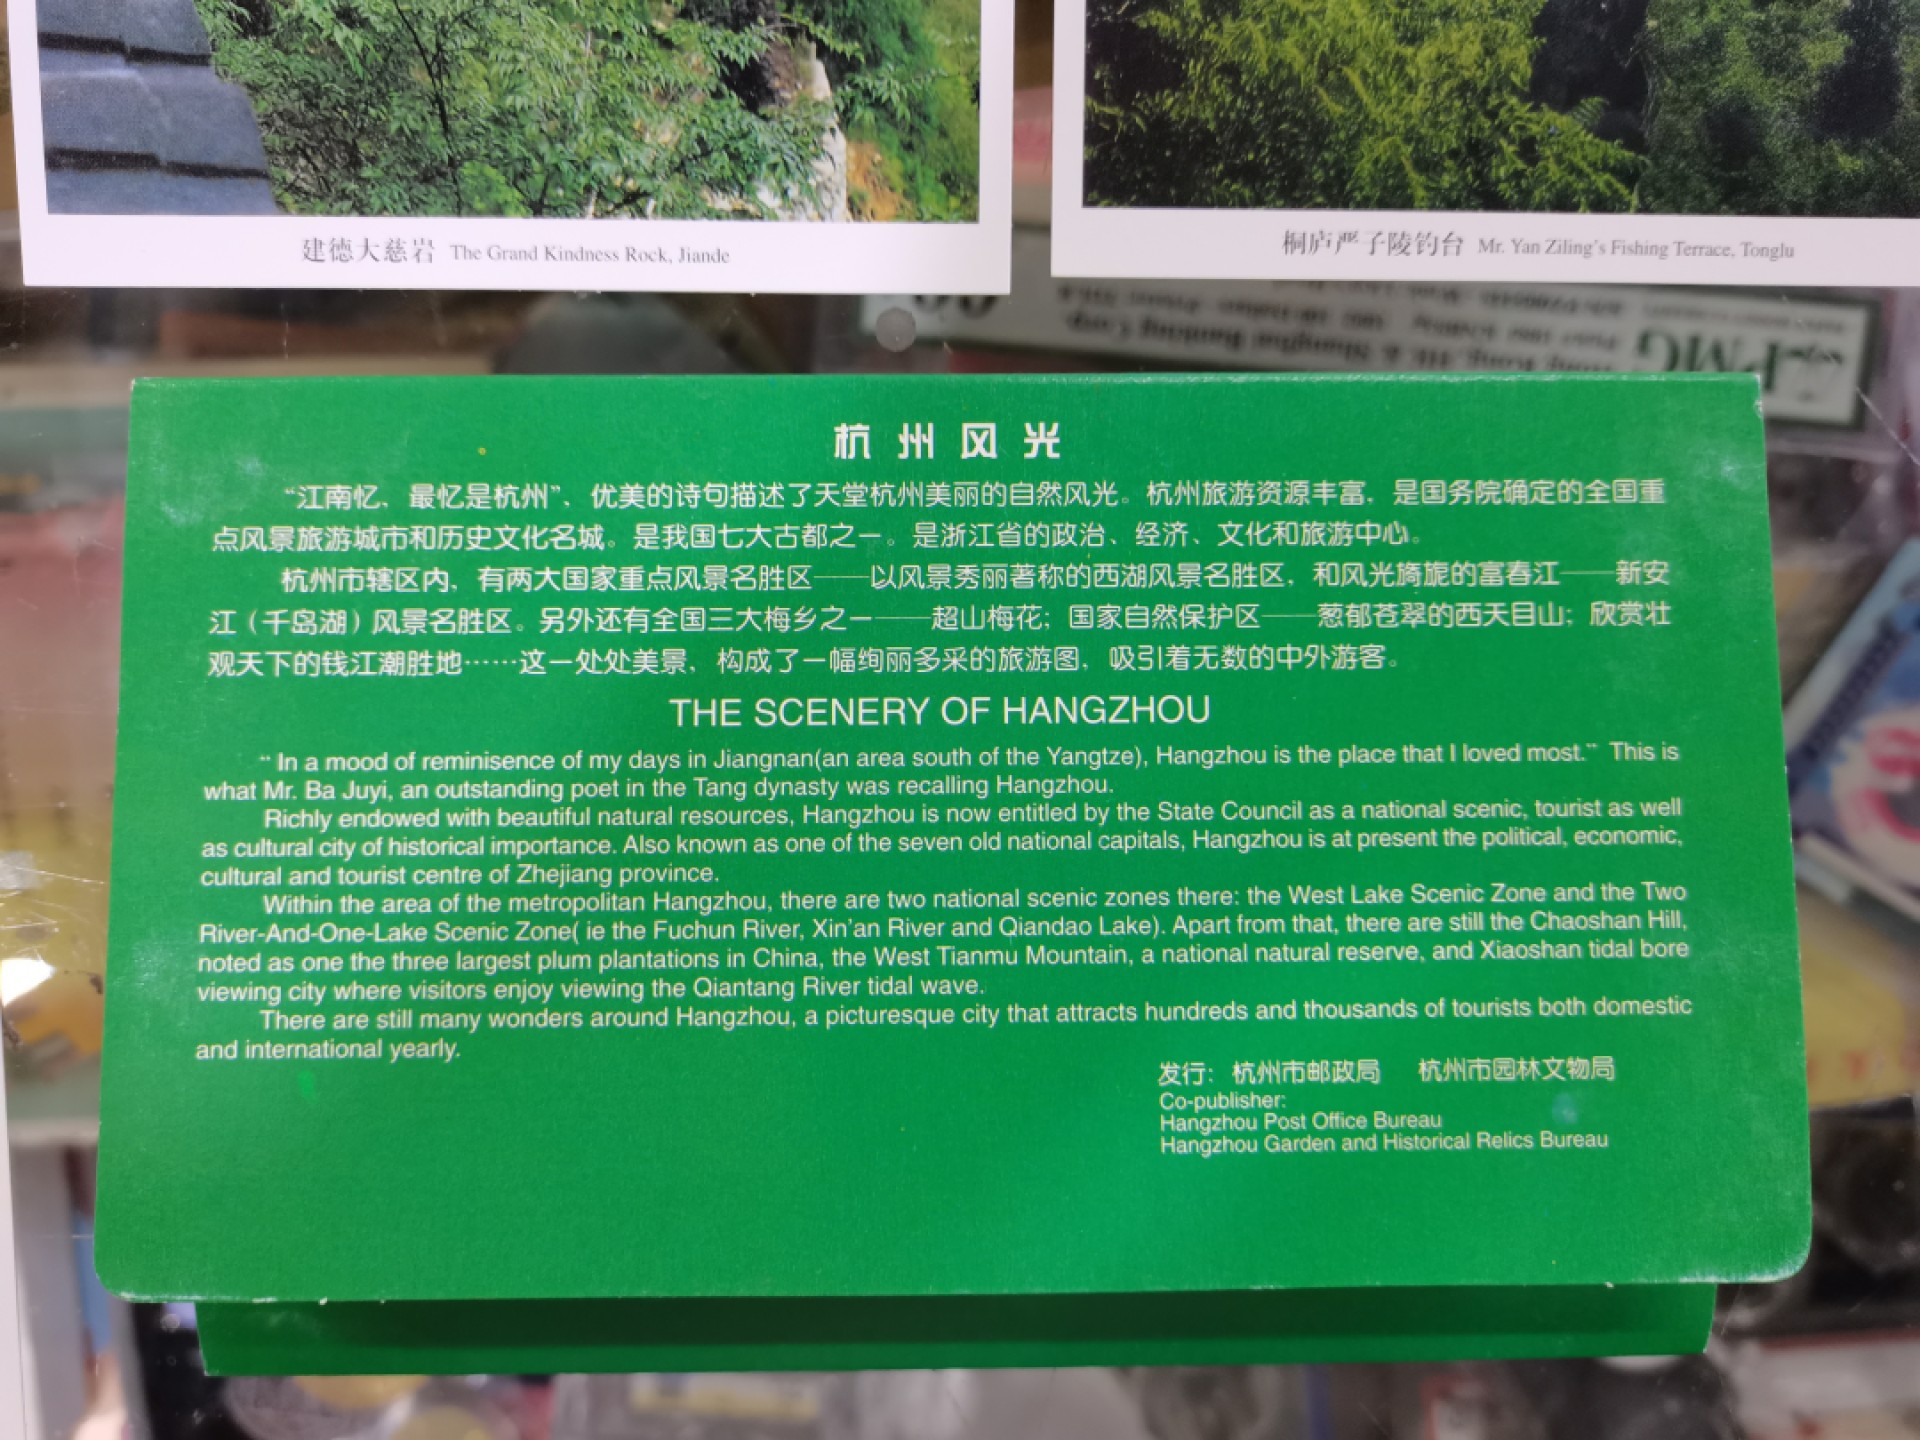 建德大慈岩 The Grand Kindness Rock, Jiande
桐庐严子陵钓台 Mr. Yan Ziling's Fishing Terrace, Tonglu
PMG
Hong Kong, HK & Shanghai Banking Corp.
杭州风光
“江南忆、最忆是杭州”、优美的诗句描述了天堂杭州美丽的自然风光。杭州旅游资源丰富，是国务院确定的全国重
点风景旅游城市和历史文化名城。是我国七大古都之一。是浙江省的政治、经济、文化和旅游中心。
杭州市辖区内，有两大国家重点风景名胜区——以风景秀丽著称的西湖风景名胜区，和风光旖旎的富春江——新安
江（千岛湖）风景名胜区。另外还有全国三大梅乡之一——超山梅花；国家自然保护区——葱郁苍翠的西天目山；欣赏壮
观天下的钱江潮胜地……这一处处美景，构成了一幅绚丽多采的旅游图，吸引着无数的中外游客。
THE SCENERY OF HANGZHOU
“ In a mood of reminisence of my days in Jiangnan(an area south of the Yangtze), Hangzhou is the place that I loved most.” This is
what Mr. Ba Juyi, an outstanding poet in the Tang dynasty was recalling Hangzhou.
Richly endowed with beautiful natural resources, Hangzhou is now entitled by the State Council as a national scenic, tourist as well
as cultural city of historical importance. Also known as one of the seven old national capitals, Hangzhou is at present the political, economic,
cultural and tourist centre of Zhejiang province.
Within the area of the metropolitan Hangzhou, there are two national scenic zones there: the West Lake Scenic Zone and the Two
River-And-One-Lake Scenic Zone( ie the Fuchun River, Xin'an River and Qiandao Lake). Apart from that, there are still the Chaoshan Hill,
noted as one the three largest plum plantations in China, the West Tianmu Mountain, a national natural reserve, and Xiaoshan tidal bore
viewing city where visitors enjoy viewing the Qiantang River tidal wave.
There are still many wonders around Hangzhou, a picturesque city that attracts hundreds and thousands of tourists both domestic
and international yearly.
发行：杭州市邮政局 杭州市园林文物局
Co-publisher:
Hangzhou Post Office Bureau
Hangzhou Garden and Historical Relics Bureau